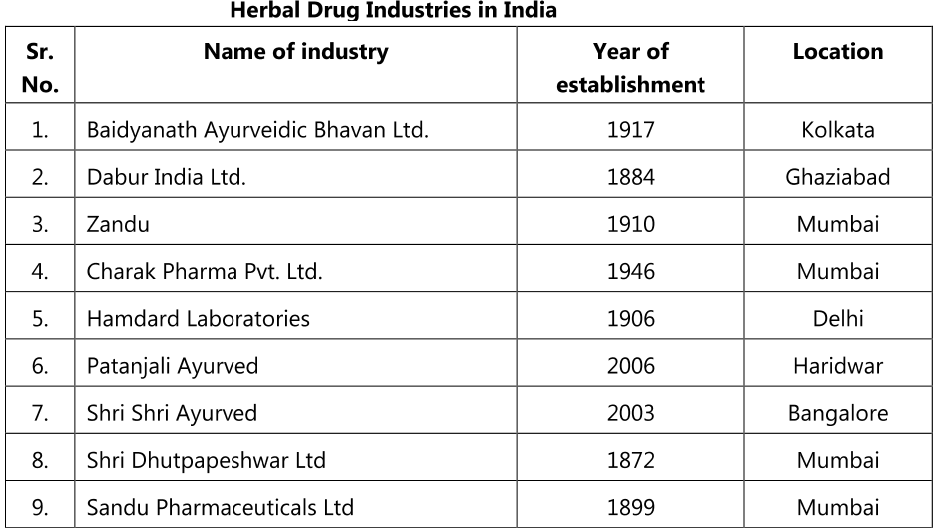 Herbal Drug Industries in India
Sr. No. Name of industry Year of establishment Location
1. Baidyanath Ayurveidic Bhavan Ltd. 1917 Kolkata
2. Dabur India Ltd. 1884 Ghaziabad
3. Zandu 1910 Mumbai
4. Charak Pharma Pvt. Ltd. 1946 Mumbai
5. Hamdard Laboratories 1906 Delhi
6. Patanjali Ayurved 2006 Haridwar
7. Shri Shri Ayurved 2003 Bangalore
8. Shri Dhutpapeshwar Ltd 1872 Mumbai
9. Sandu Pharmaceuticals Ltd 1899 Mumbai